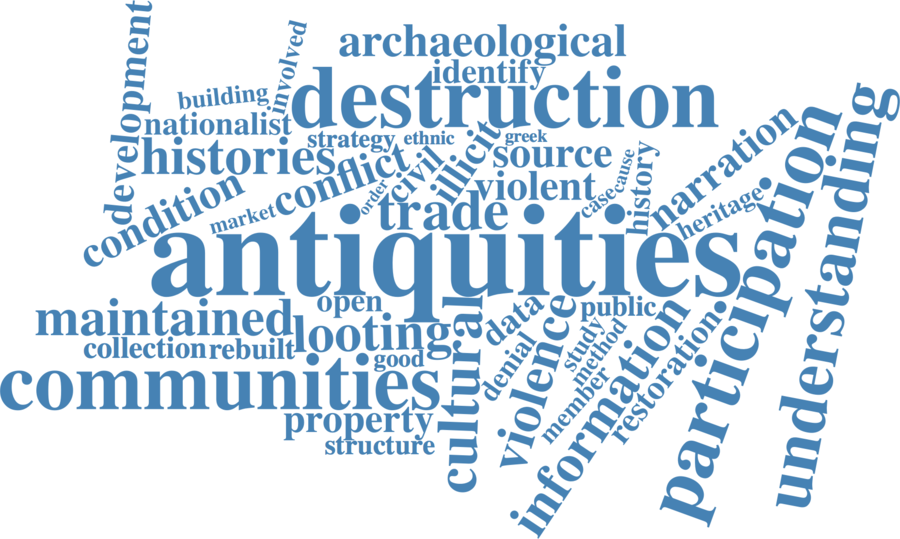 development
involved
archaeological
identify
building
destruction
nationalist
strategy
ethnic
greek
histories
conflict
civil
illicit
source
case
cause
history
narration
participation
understanding
condition
market
order
trade
violent
heritage
antiquities
open
public
maintained
looting
cultural
data
violence
study
method
information
restoration
collection
rebuilt
good
denial
member
communities
property
structure